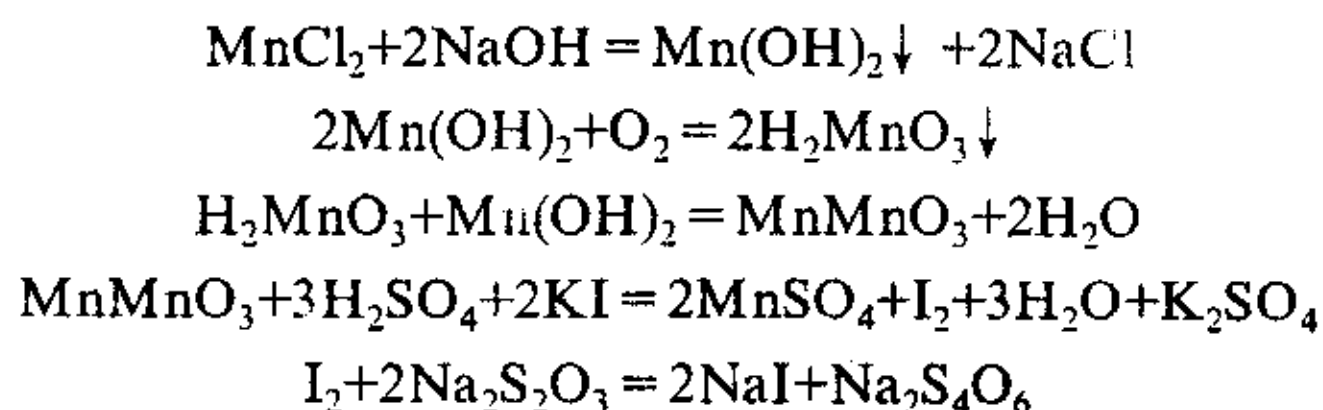 MnCl₂+2NaOH = Mn(OH)₂↓ +2NaCl
2Mn(OH)₂+O₂ = 2H₂MnO₃↓
H₂MnO₃+Mn(OH)₂ = MnMnO₃+2H₂O
MnMnO₃+3H₂SO₄+2KI = 2MnSO₄+I₂+3H₂O+K₂SO₄
I₂+2Na₂S₂O₃ = 2NaI+Na₂S₄O₆